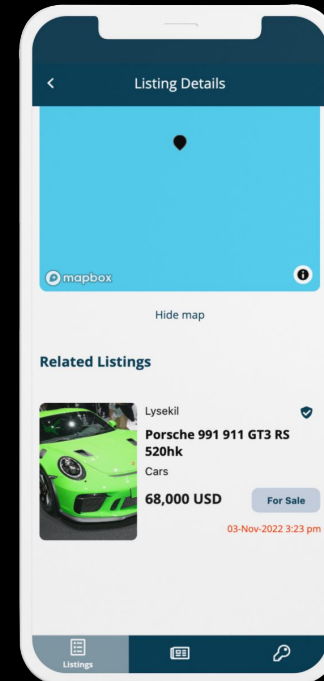 Listing Details
mapbox
Hide map
Related Listings
Lysekil
Porsche 991 911 GT3 RS
520hk
Cars
68,000 USD
For Sale
03-Nov-2022 3:23 pm
Listings